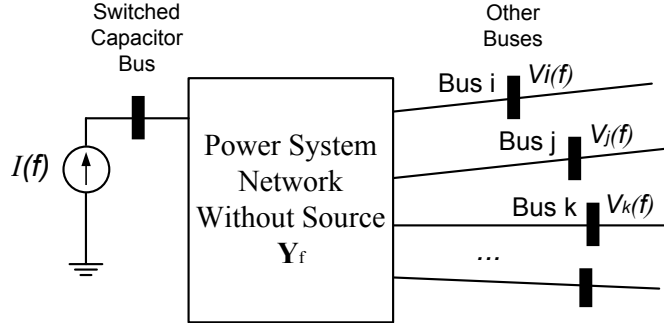 Switched
Capacitor
Bus
Other
Buses
Bus i
Vi(f)
Bus j
Vj(f)
I(f)
Power System
Network
Without Source
Yf
Bus k
Vk(f)
...